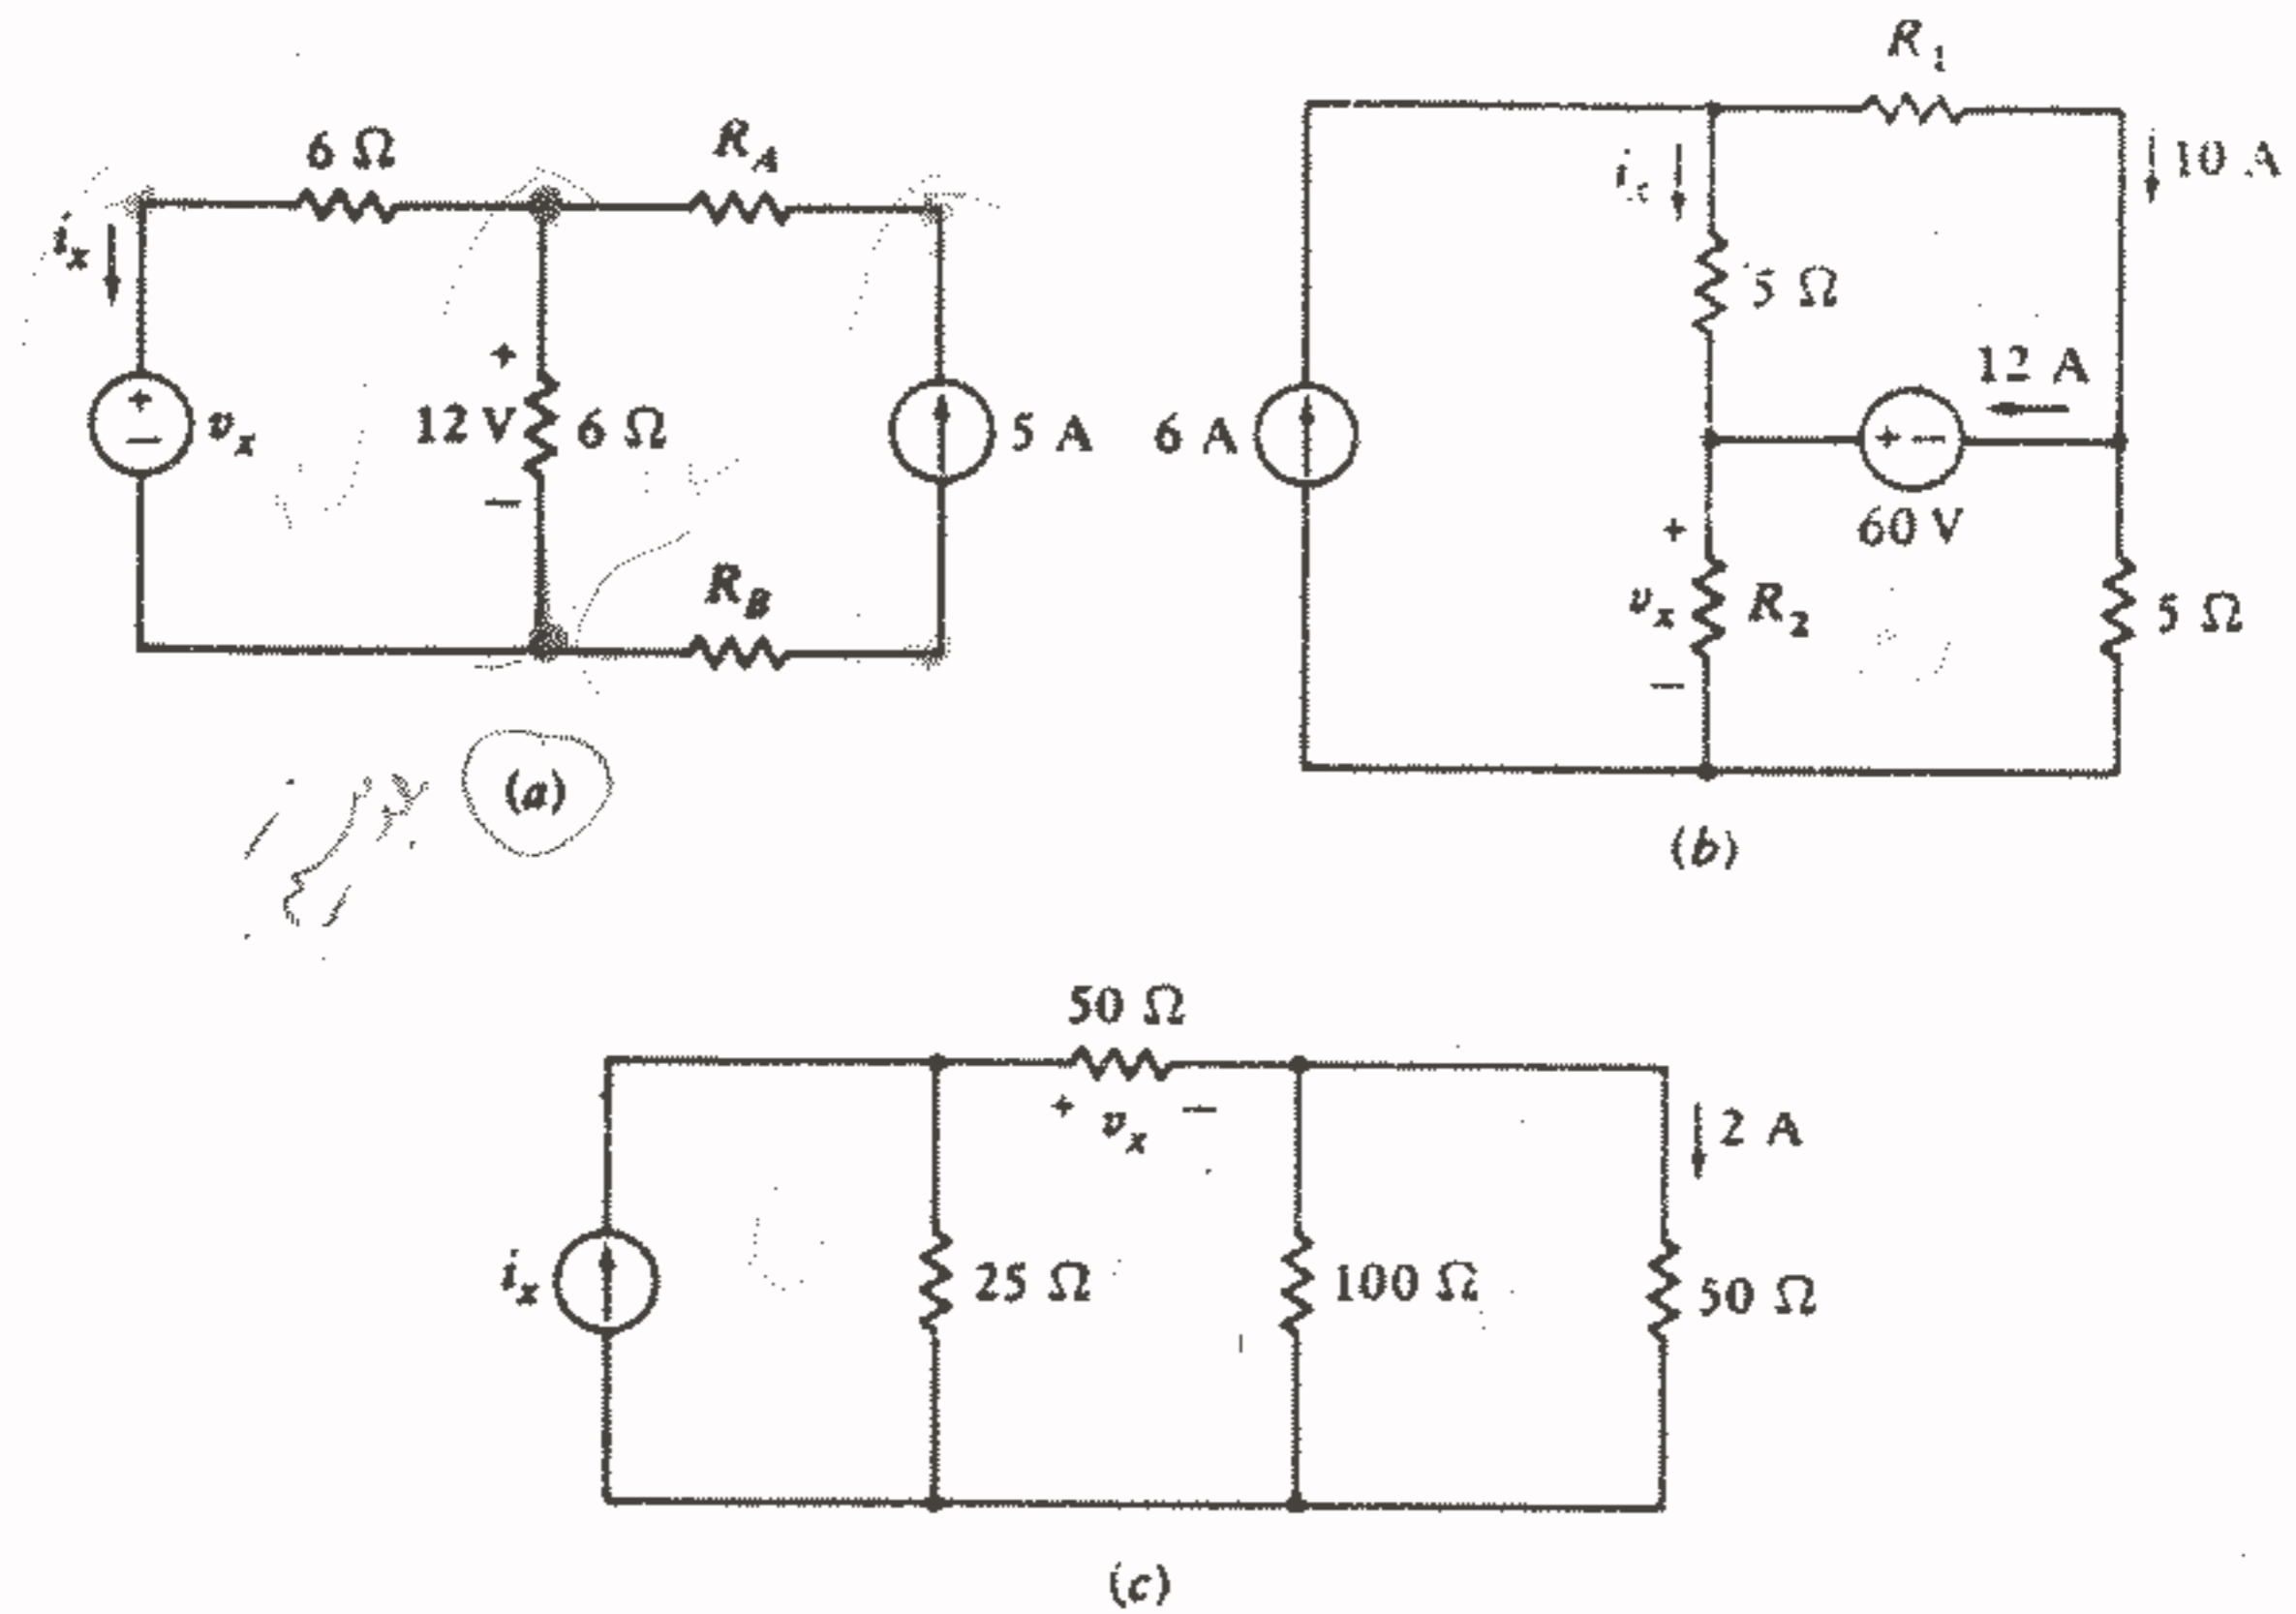 6 Ω
R_A
i_x
+
12 V
6 Ω
−
+ −
v_x
5 A
R_B
(a)
R_1
10 A
i_x
5 Ω
12 A
6 A
+ −
60 V
+
v_x
−
R_2
5 Ω
(b)
50 Ω
+ v_x −
2 A
i_x
25 Ω
100 Ω
50 Ω
(c)